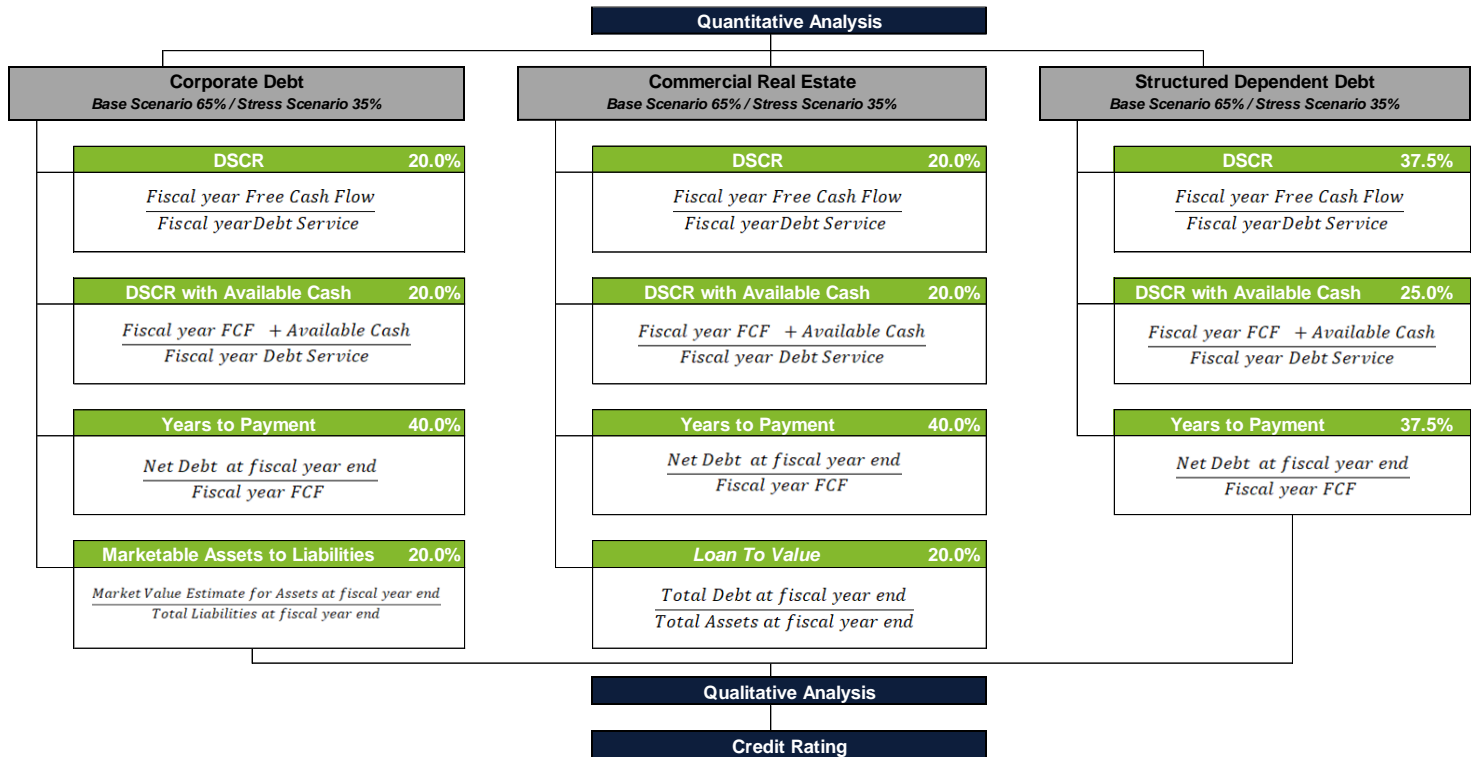 Quantitative Analysis
Corporate Debt
Base Scenario 65% / Stress Scenario 35%
DSCR 20.0%
Fiscal year Free Cash Flow
Fiscal yearDebt Service
DSCR with Available Cash 20.0%
Fiscal year FCF + Available Cash
Fiscal year Debt Service
Years to Payment 40.0%
Net Debt at fiscal year end
Fiscal year FCF
Marketable Assets to Liabilities 20.0%
Market Value Estimate for Assets at fiscal year end
Total Liabilities at fiscal year end
Commercial Real Estate
Base Scenario 65% / Stress Scenario 35%
DSCR 20.0%
Fiscal year Free Cash Flow
Fiscal yearDebt Service
DSCR with Available Cash 20.0%
Fiscal year FCF + Available Cash
Fiscal year Debt Service
Years to Payment 40.0%
Net Debt at fiscal year end
Fiscal year FCF
Loan To Value 20.0%
Total Debt at fiscal year end
Total Assets at fiscal year end
Structured Dependent Debt
Base Scenario 65% / Stress Scenario 35%
DSCR 37.5%
Fiscal year Free Cash Flow
Fiscal yearDebt Service
DSCR with Available Cash 25.0%
Fiscal year FCF + Available Cash
Fiscal year Debt Service
Years to Payment 37.5%
Net Debt at fiscal year end
Fiscal year FCF
Qualitative Analysis
Credit Rating